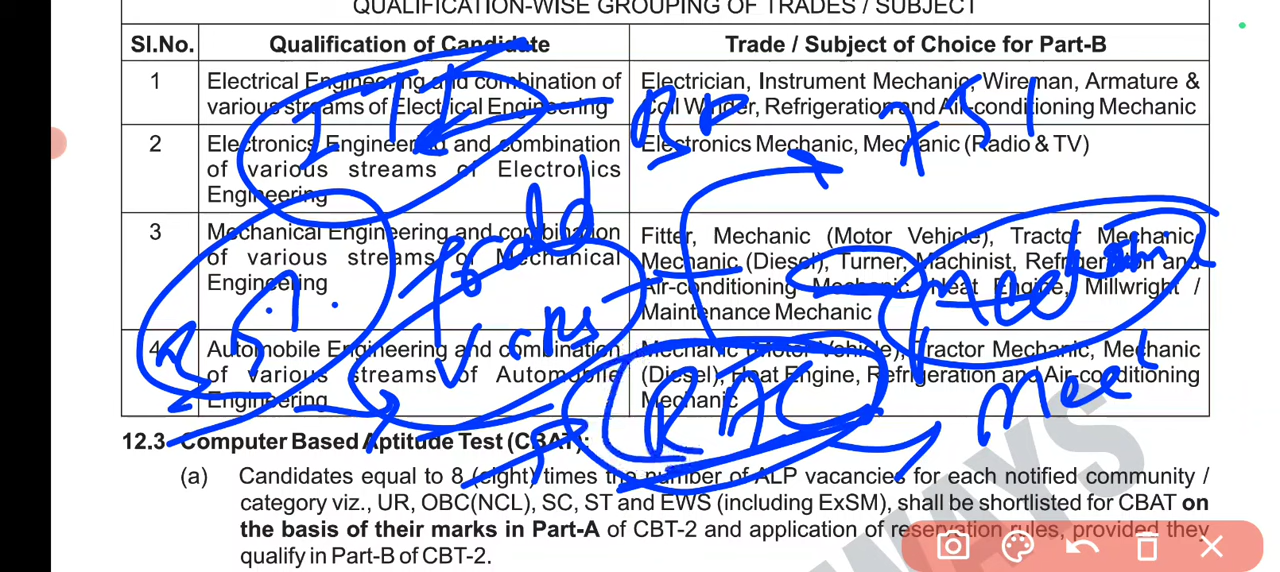 QUALIFICATION-WISE GROUPING OF TRADES / SUBJECT
Sl.No. Qualification of Candidate Trade / Subject of Choice for Part-B
1 Electrical Engineering and combination of Electrician, Instrument Mechanic, Wireman, Armature &
various streams of Electrical Engineering Coil Winder, Refrigeration and Air-conditioning Mechanic
2 Electronics Engineering and combination Electronics Mechanic, Mechanic (Radio & TV)
of various streams of Electronics
Engineering
3 Mechanical Engineering and combination Fitter, Mechanic (Motor Vehicle), Tractor Mechanic,
of various streams of Mechanical Mechanic (Diesel), Turner, Machinist, Refrigeration and
Engineering Air-conditioning Mechanic, Heat Engine, Millwright /
Maintenance Mechanic
4 Automobile Engineering and combination Mechanic (Motor Vehicle), Tractor Mechanic, Mechanic
of various streams of Automobile (Diesel), Heat Engine, Refrigeration and Air-conditioning
Engineering Mechanic
12.3 Computer Based Aptitude Test (CBAT):
(a) Candidates equal to 8 (eight) times the number of ALP vacancies for each notified community /
category viz., UR, OBC(NCL), SC, ST and EWS (including ExSM), shall be shortlisted for CBAT on
the basis of their marks in Part-A of CBT-2 and application of reservation rules, provided they
qualify in Part-B of CBT-2.
WAYS
ITI
RAC